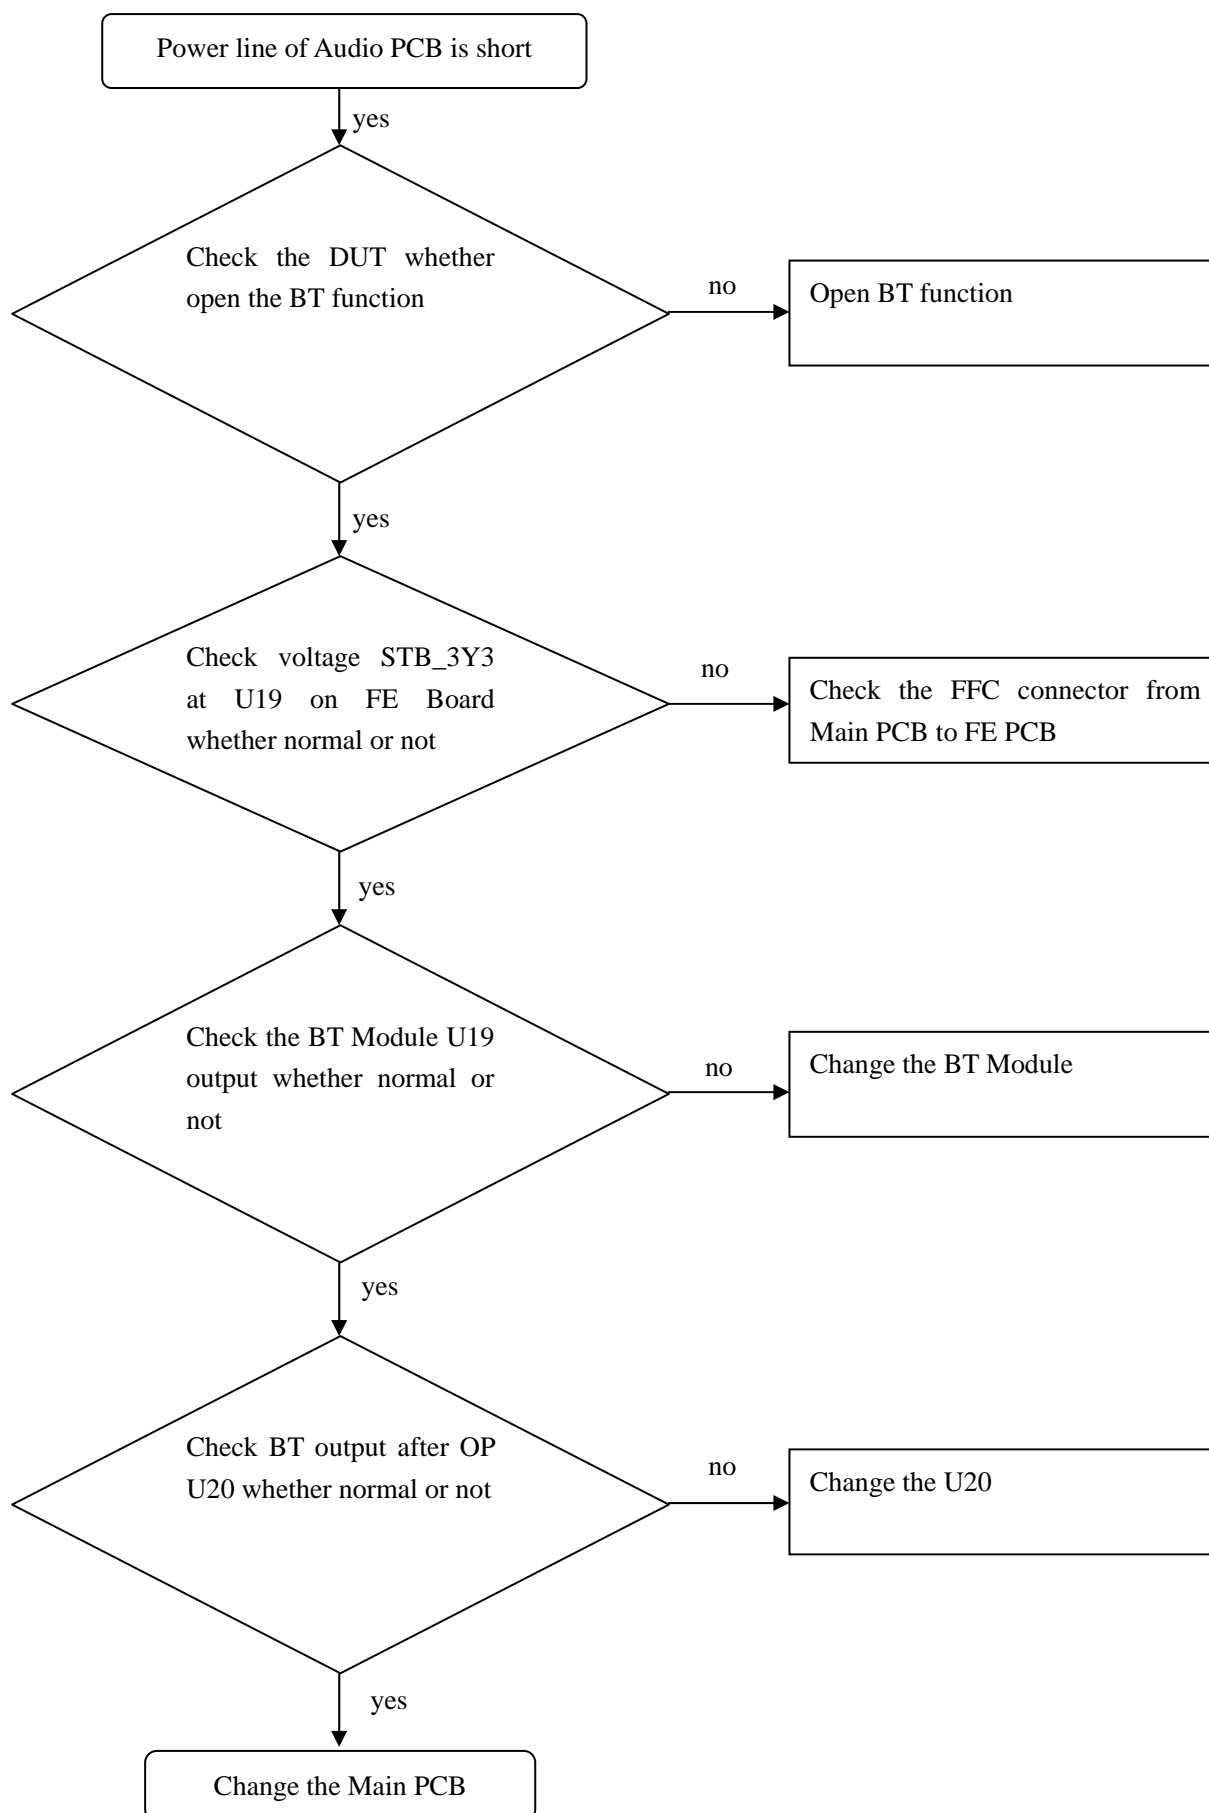 Power line of Audio PCB is short
yes
Check the DUT whether
open the BT function
no
Open BT function
yes
Check voltage STB_3Y3
at U19 on FE Board
whether normal or not
no
Check the FFC connector from
Main PCB to FE PCB
yes
Check the BT Module U19
output whether normal or
not
no
Change the BT Module
yes
Check BT output after OP
U20 whether normal or not
no
Change the U20
yes
Change the Main PCB